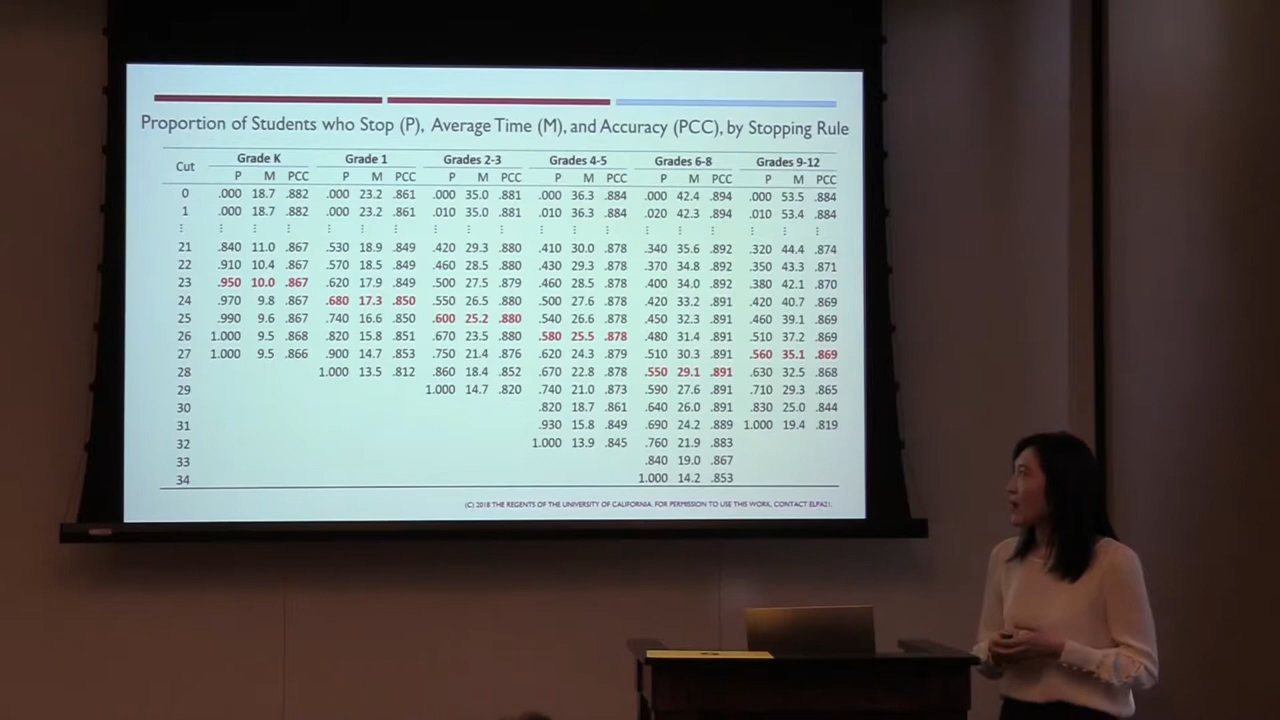 Proportion of Students who Stop (P), Average Time (M), and Accuracy (PCC), by Stopping Rule
Cut Grade K Grade 1 Grades 2-3 Grades 4-5 Grades 6-8 Grades 9-12
P M PCC P M PCC P M PCC P M PCC P M PCC P M PCC
0 .000 18.7 .882 .000 23.2 .861 .000 35.0 .881 .000 36.3 .884 .000 42.4 .894 .000 53.5 .884
1 .000 18.7 .882 .000 23.2 .861 .010 35.0 .881 .010 36.3 .884 .020 42.3 .894 .010 53.4 .884
⋮ ⋮ ⋮ ⋮ ⋮ ⋮ ⋮ ⋮ ⋮ ⋮ ⋮ ⋮ ⋮ ⋮ ⋮ ⋮ ⋮ ⋮ ⋮
21 .840 11.0 .867 .530 18.9 .849 .420 29.3 .880 .410 30.0 .878 .340 35.6 .892 .320 44.4 .874
22 .910 10.4 .867 .570 18.5 .849 .460 28.5 .880 .430 29.3 .878 .370 34.8 .892 .350 43.3 .871
23 .950 10.0 .867 .620 17.9 .849 .500 27.5 .879 .460 28.5 .878 .400 34.0 .892 .380 42.1 .870
24 .970 9.8 .867 .680 17.3 .850 .550 26.5 .880 .500 27.6 .878 .420 33.2 .891 .420 40.7 .869
25 .990 9.6 .867 .740 16.6 .850 .600 25.2 .880 .540 26.6 .878 .450 32.3 .891 .460 39.1 .869
26 1.000 9.5 .868 .820 15.8 .851 .670 23.5 .880 .580 25.5 .878 .480 31.4 .891 .510 37.2 .869
27 1.000 9.5 .866 .900 14.7 .853 .750 21.4 .876 .620 24.3 .879 .510 30.3 .891 .560 35.1 .869
28 1.000 13.5 .812 .860 18.4 .852 .670 22.8 .878 .550 29.1 .891 .630 32.5 .868
29 1.000 14.7 .820 .740 21.0 .873 .590 27.6 .891 .710 29.3 .865
30 .820 18.7 .861 .640 26.0 .891 .830 25.0 .844
31 .930 15.8 .849 .690 24.2 .889 1.000 19.4 .819
32 1.000 13.9 .845 .760 21.9 .883
33 .840 19.0 .867
34 1.000 14.2 .853
(C) 2018 THE REGENTS OF THE UNIVERSITY OF CALIFORNIA. FOR PERMISSION TO USE THIS WORK, CONTACT ELPA21.